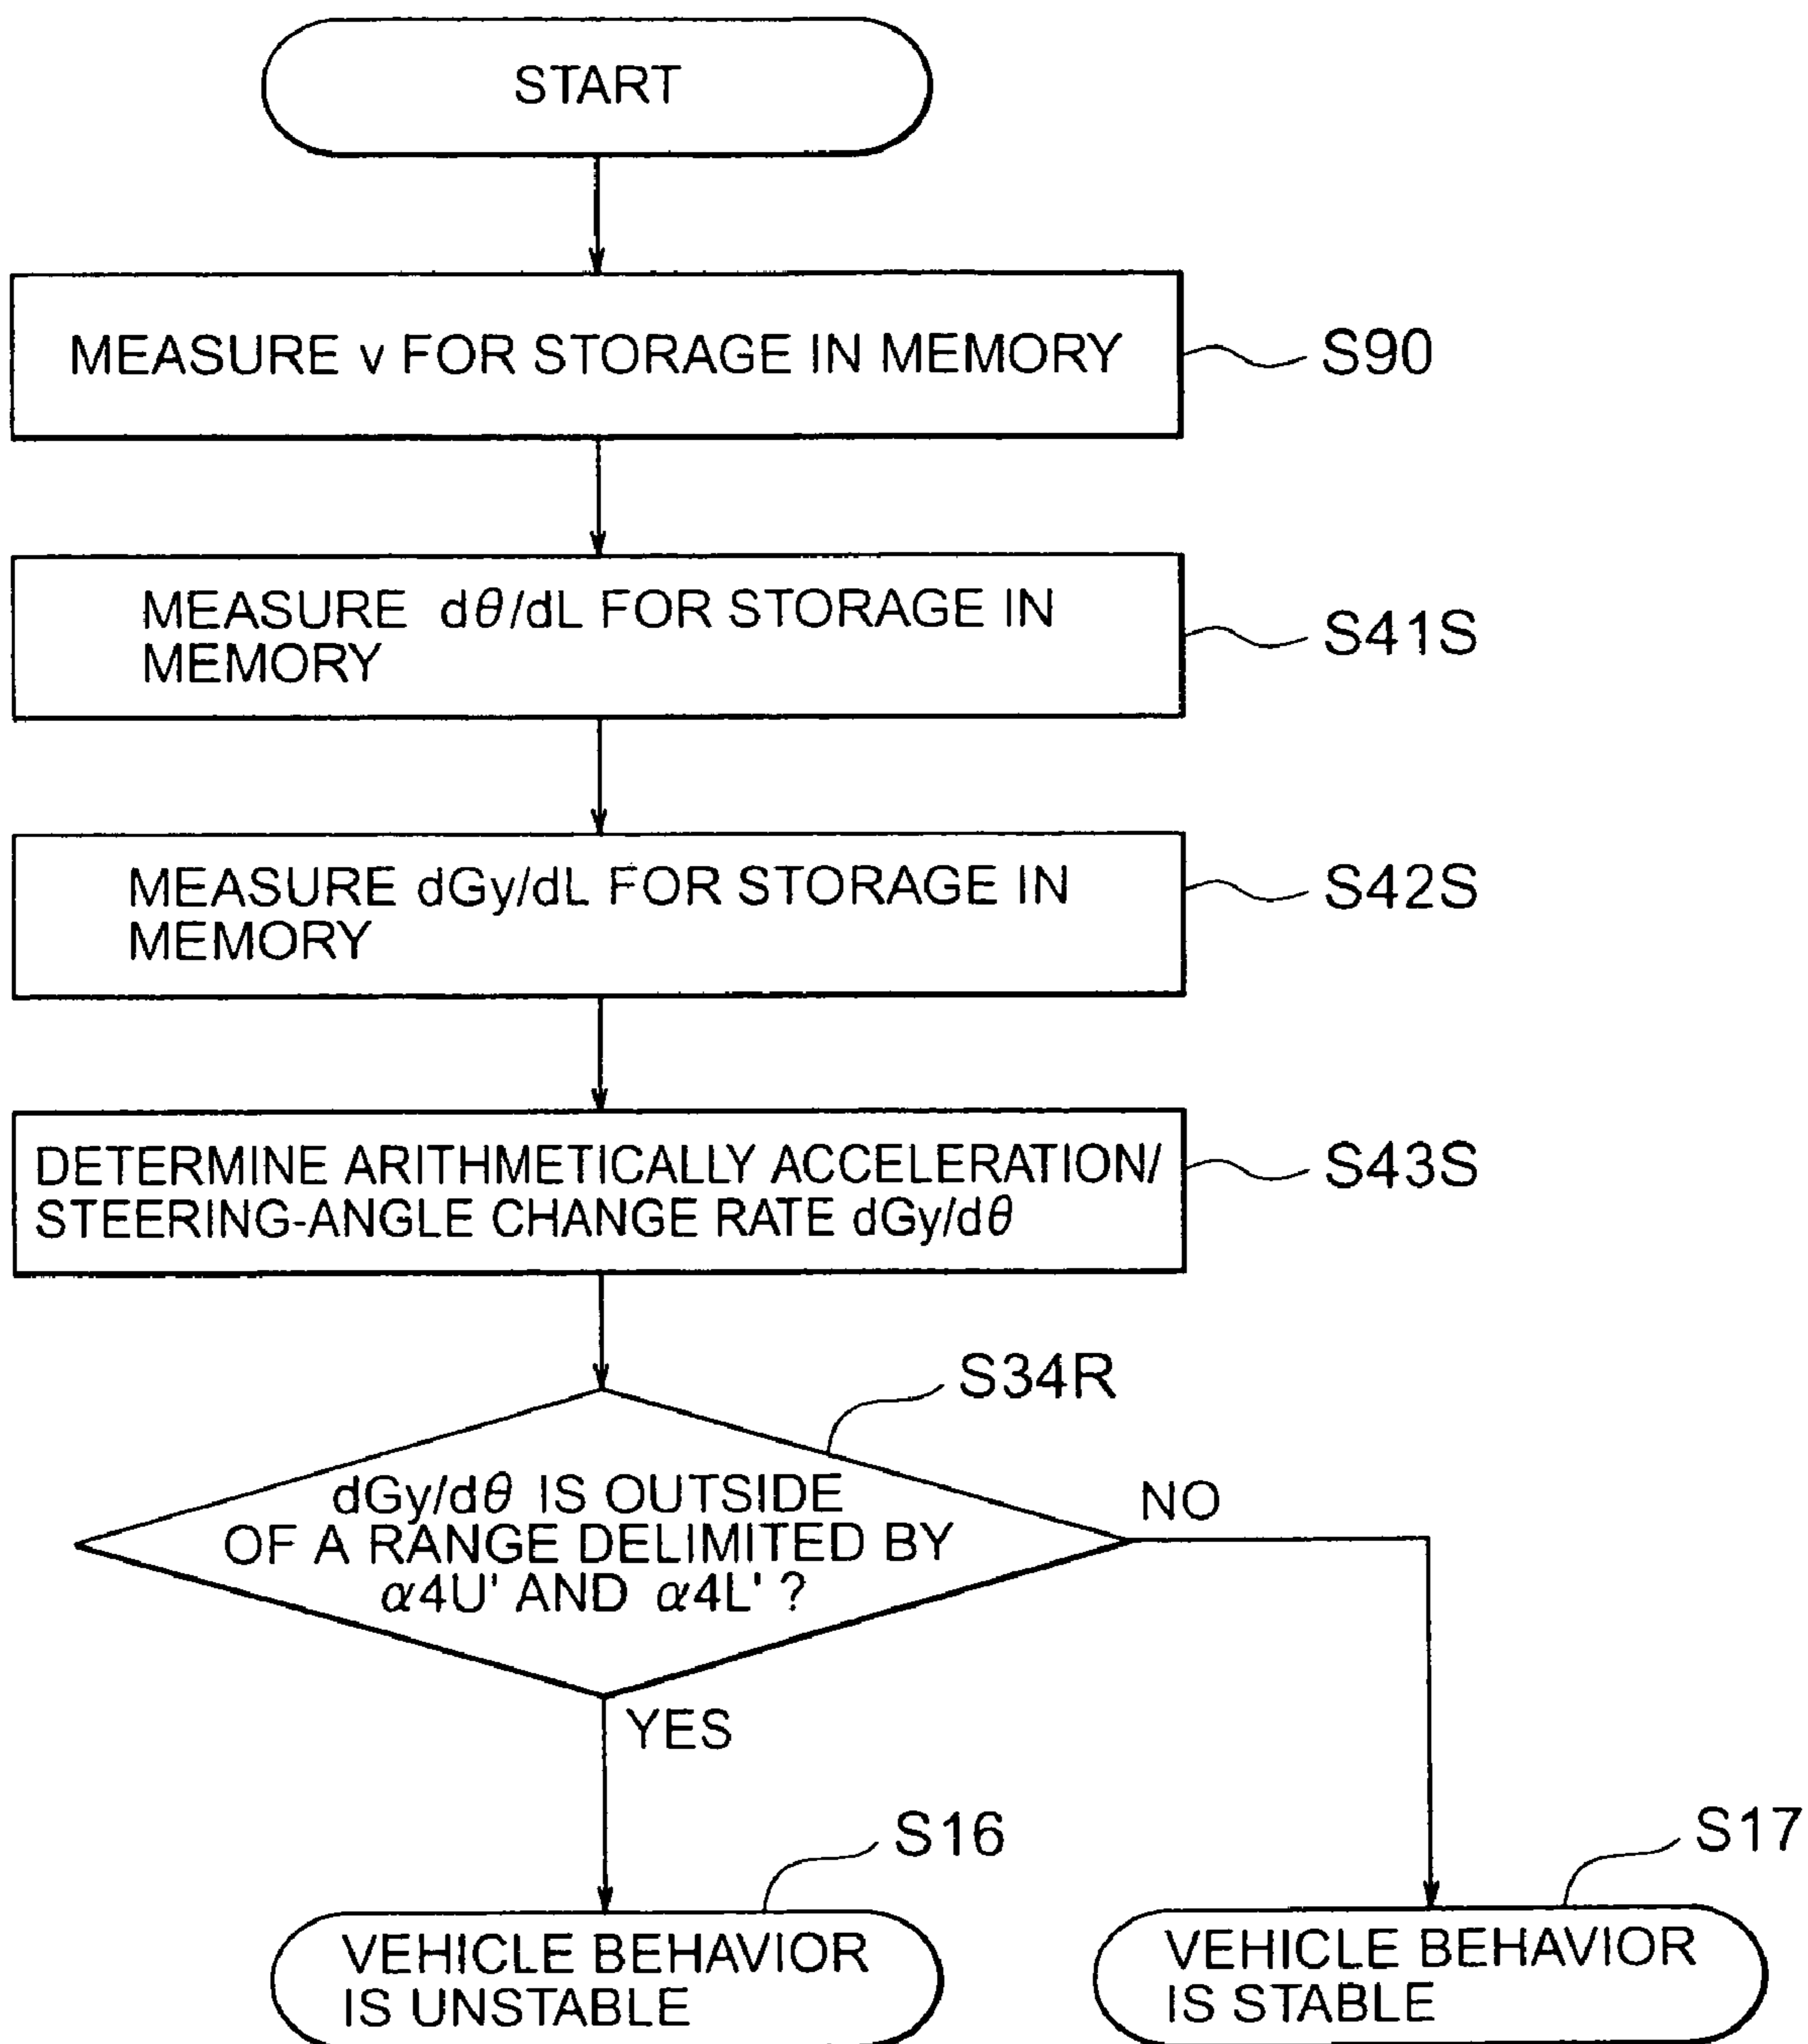 START
MEASURE v FOR STORAGE IN MEMORY
S90
MEASURE dθ/dL FOR STORAGE IN
MEMORY
S41S
MEASURE dGy/dL FOR STORAGE IN
MEMORY
S42S
DETERMINE ARITHMETICALLY ACCELERATION/
STEERING-ANGLE CHANGE RATE dGy/dθ
S43S
S34R
dGy/dθ IS OUTSIDE
OF A RANGE DELIMITED BY
α4U' AND α4L' ?
NO
YES
S16
VEHICLE BEHAVIOR
IS UNSTABLE
S17
VEHICLE BEHAVIOR
IS STABLE